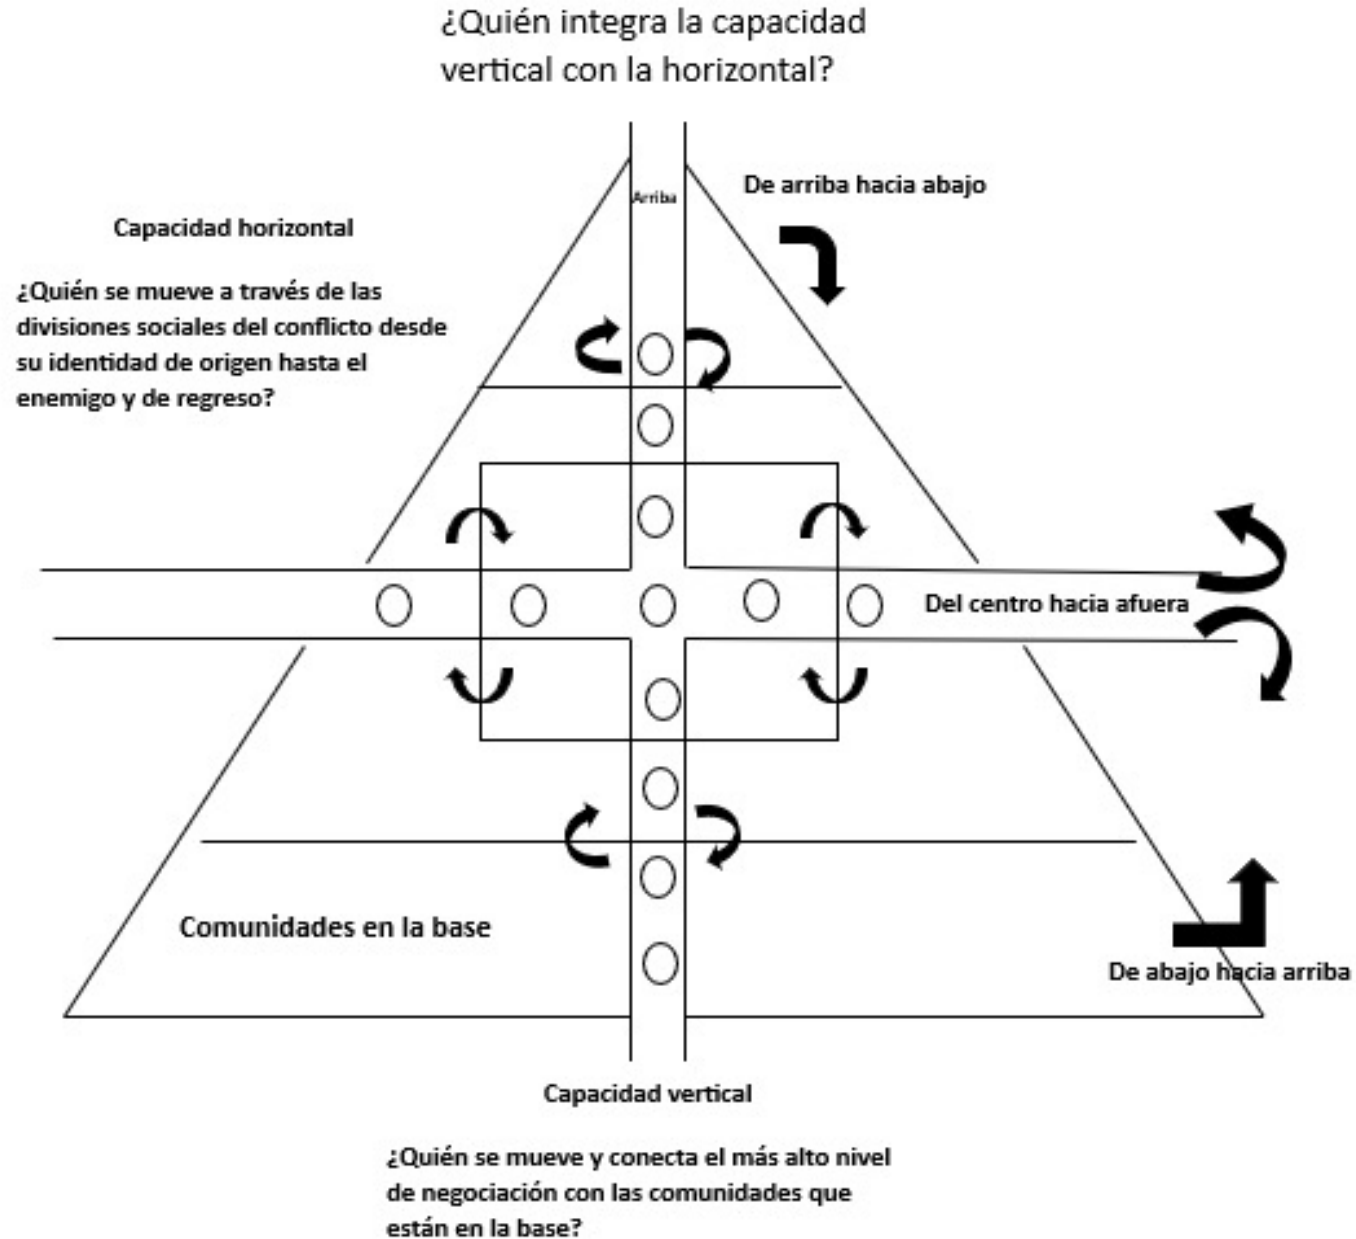 ¿Quién integra la capacidad
vertical con la horizontal?
Arriba
De arriba hacia abajo
Capacidad horizontal
¿Quién se mueve a través de las
divisiones sociales del conflicto desde
su identidad de origen hasta el
enemigo y de regreso?
Del centro hacia afuera
Comunidades en la base
De abajo hacia arriba
Capacidad vertical
¿Quién se mueve y conecta el más alto nivel
de negociación con las comunidades que
están en la base?